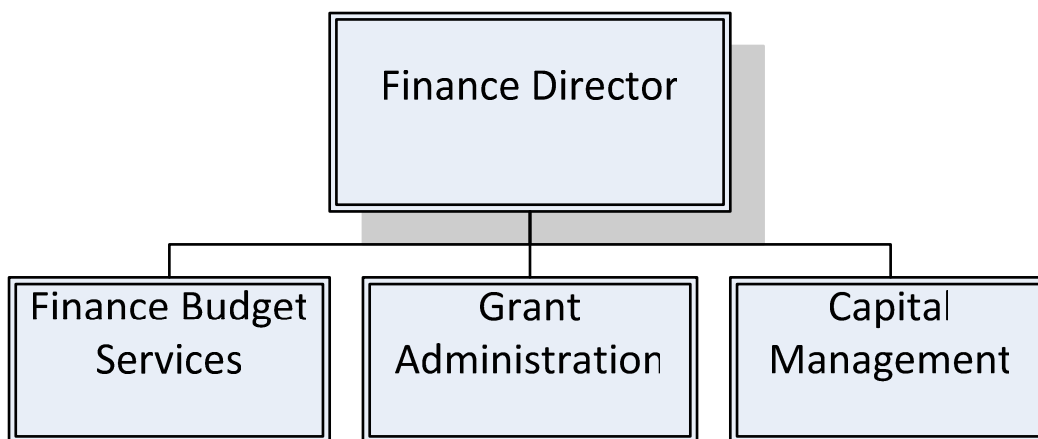 Finance Director
Finance Budget
Services
Grant
Administration
Capital
Management